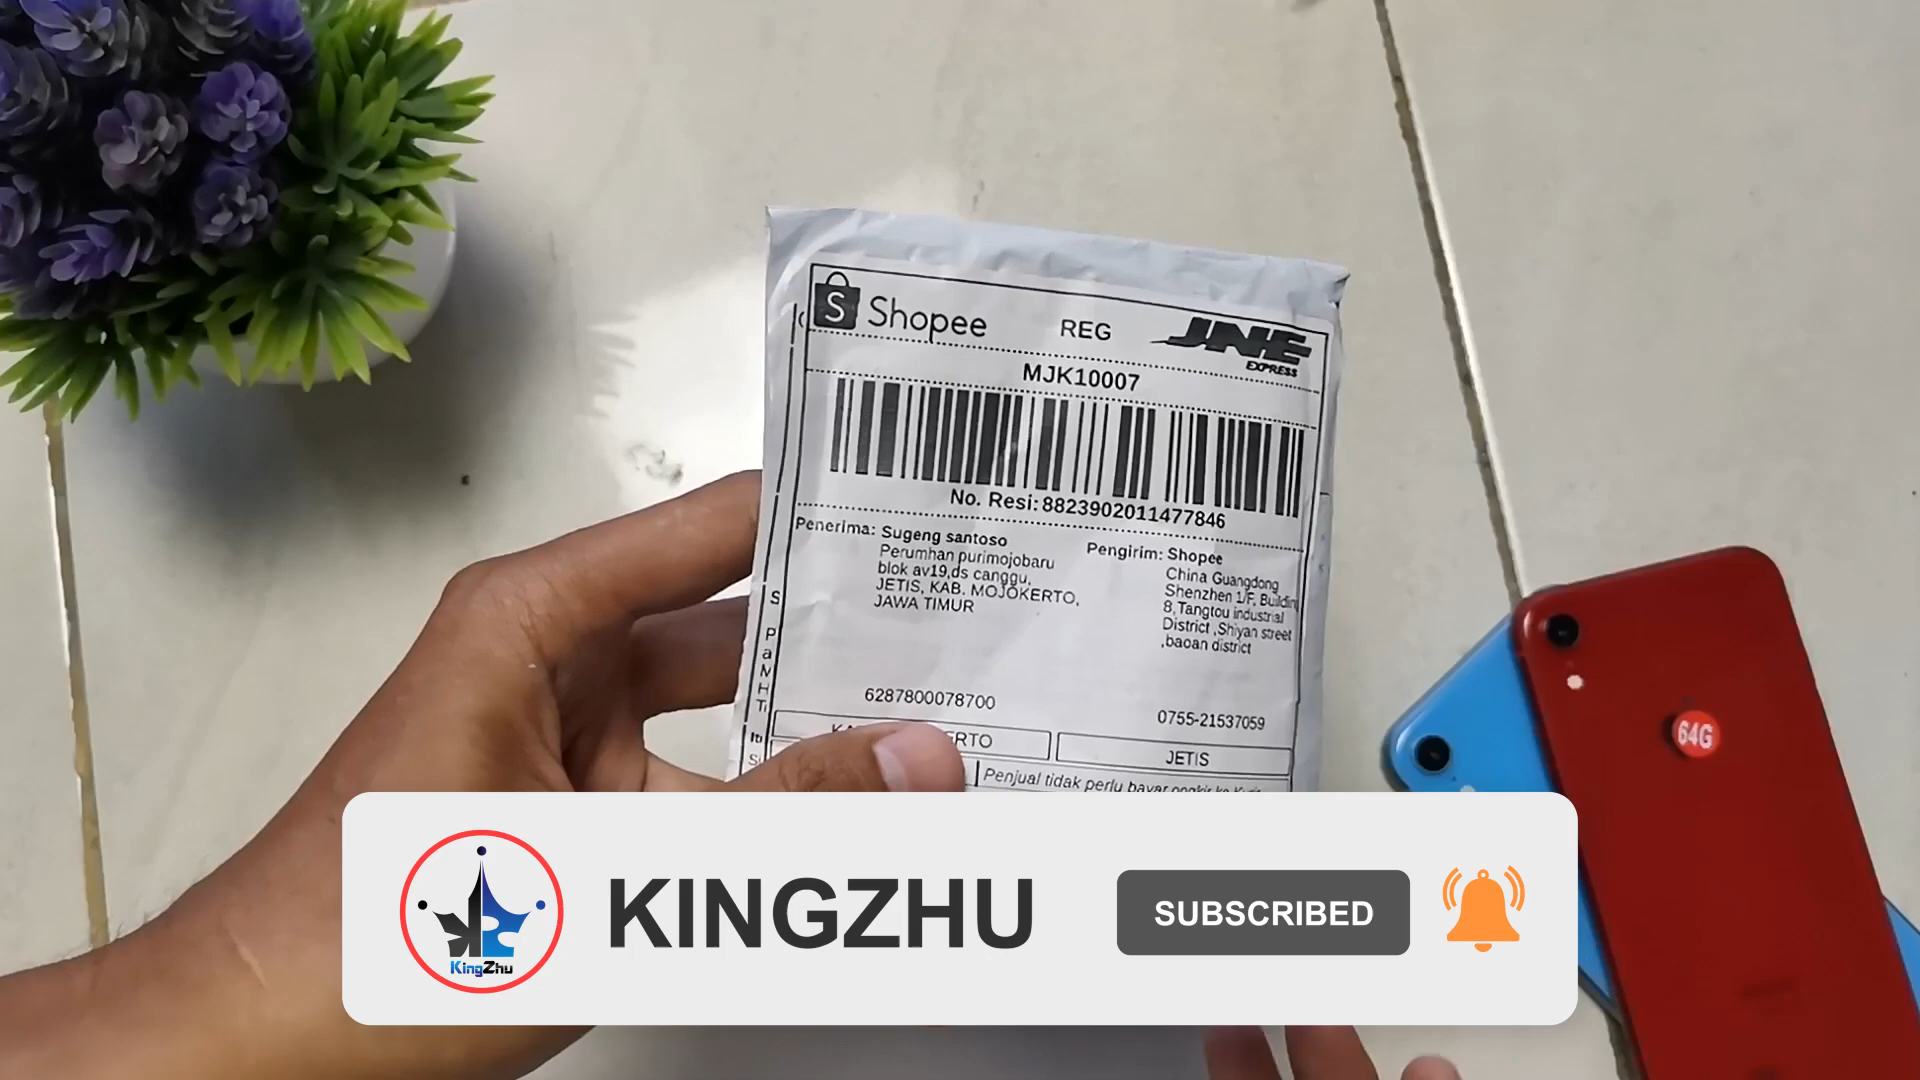 Shopee
REG
JNE
EXPRESS
MJK10007
No. Resi: 8823902011477846
Penerima: Sugeng santoso
Perumhan purimojobaru
blok av19,ds canggu,
JETIS, KAB. MOJOKERTO,
JAWA TIMUR
6287800078700
Pengirim: Shopee
China Guangdong
Shenzhen 1/F, Buildin
8,Tangtou industrial
District ,Shiyan street
,baoan district
0755-21537059
JETIS
Penjual tidak perlu bayar ongkir ke
64G
KingZhu
KINGZHU
SUBSCRIBED